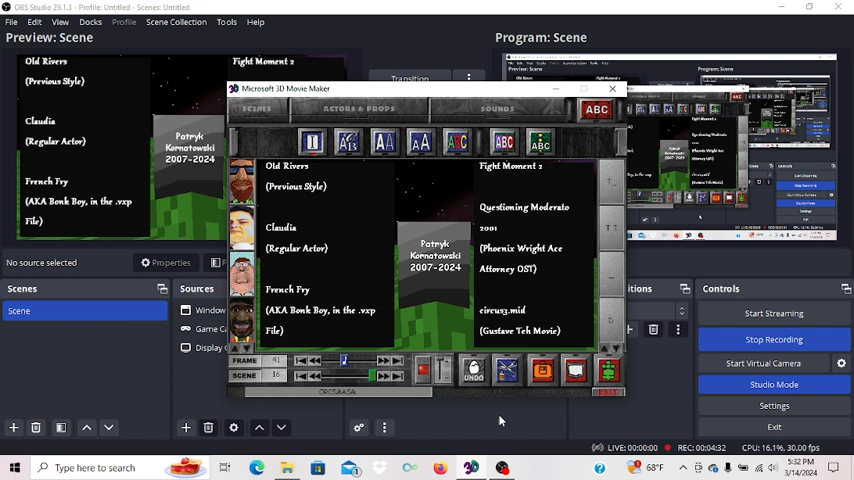 OBS Studio 29.1.3 - Profile: Untitled - Scenes: Untitled
File Edit View Docks Profile Scene Collection Tools Help
Preview: Scene
Program: Scene
Old Rivers
(Previous Style)
Claudia
(Regular Actor)
French Fry
(AKA Bonk Boy, in the .vxp
File)
Fight Moment 2
Patryk
Kornatowski
2007-2024
Transition
Microsoft 3D Movie Maker
SCENES
ACTORS & PROPS
SOUNDS
ABC
Old Rivers
(Previous Style)
Claudia
(Regular Actor)
French Fry
(AKA Bonk Boy, in the .vxp
File)
Patryk
Kornatowski
2007-2024
Fight Moment 2
Questioning Moderato
2001
(Phoenix Wright Ace
Attorney OST)
circus3.mid
(Gustave Teh Movie)
FRAME 41
SCENE 16
UNDO
No source selected
Properties
Scenes
Scene
Sources
Window
Game Ca
Display
Controls
Start Streaming
Stop Recording
Start Virtual Camera
Studio Mode
Settings
Exit
LIVE: 00:00:00 REC: 00:04:32 CPU: 16.1%, 30.00 fps
Type here to search
68°F
5:32 PM
3/14/2024